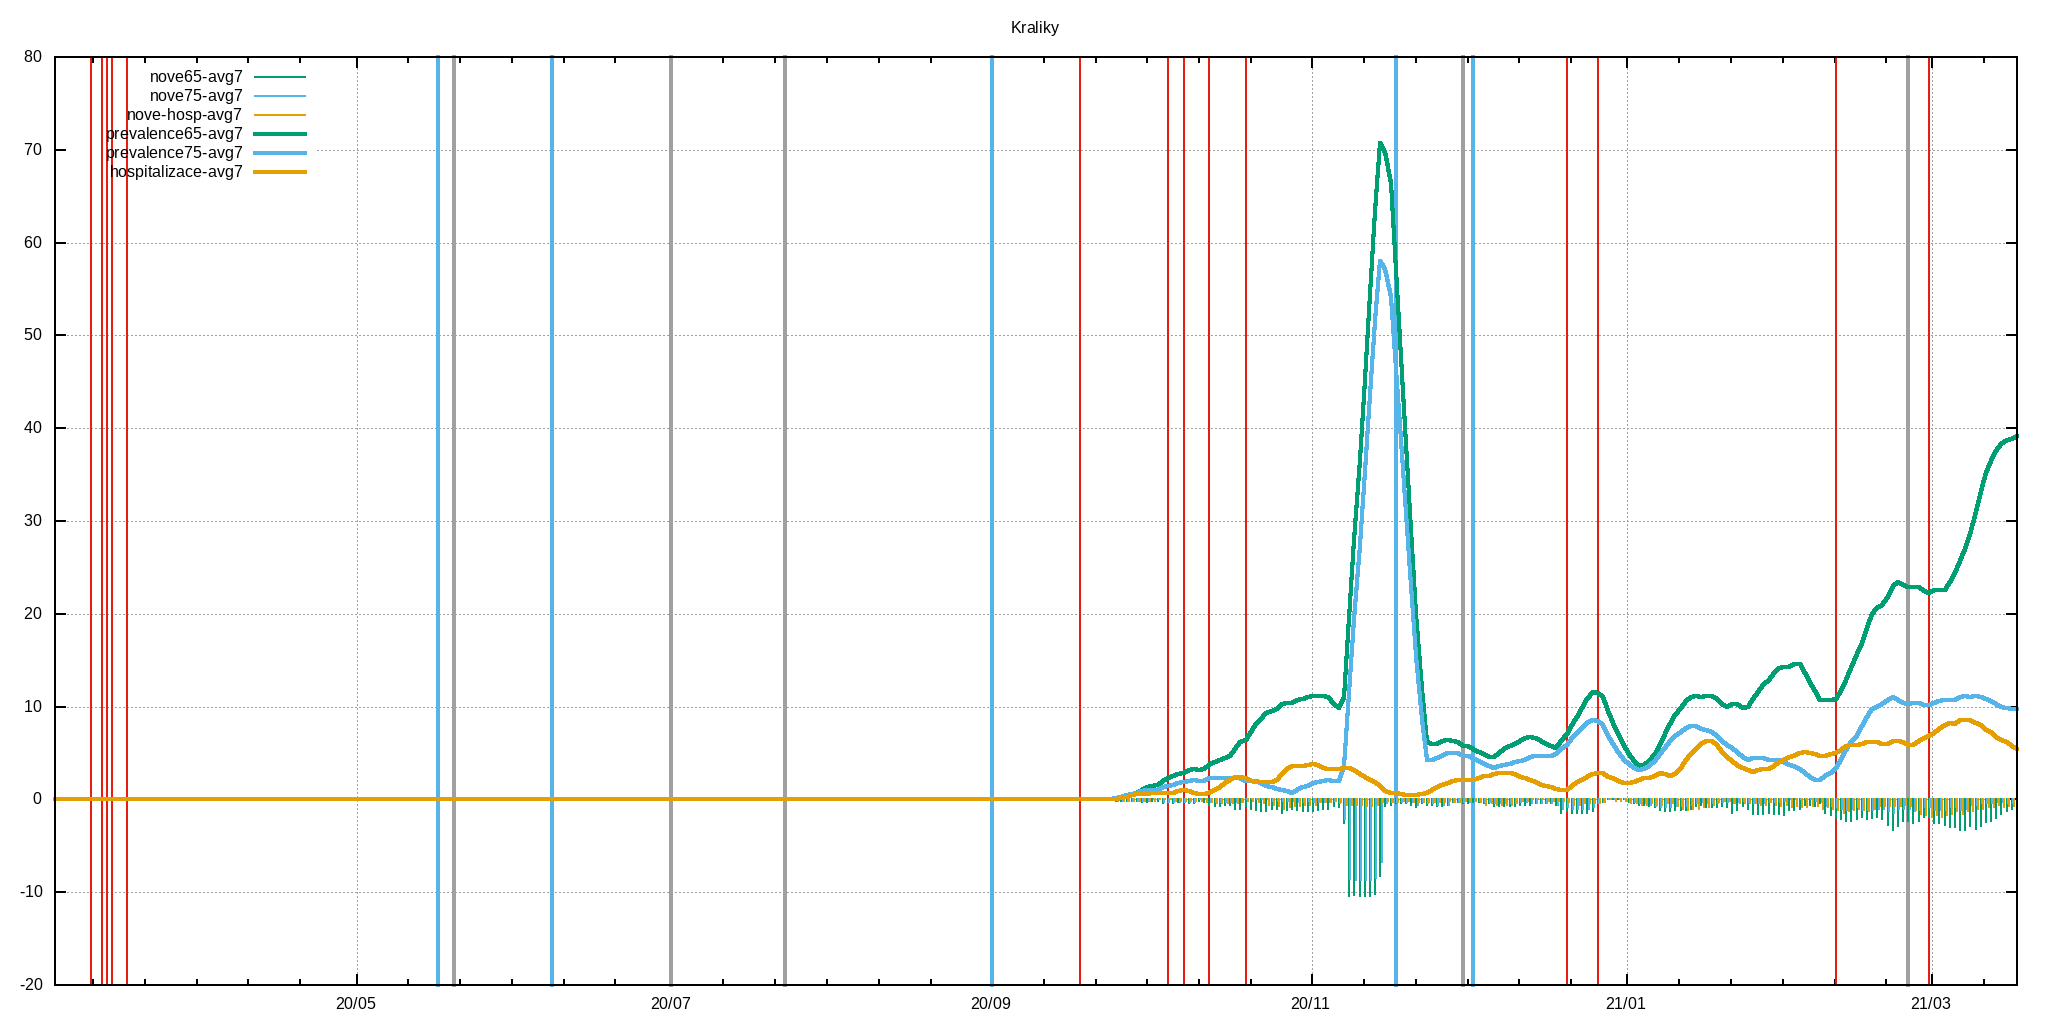 Kraliky
80
nove65-avg7
nove75-avg7
nove-hosp-avg7
prevalence65-avg7
prevalence75-avg7
hospitalizace-avg7
70
60
50
40
30
20
10
0
-10
-20
20/05 20/07 20/09 20/11 21/01 21/03